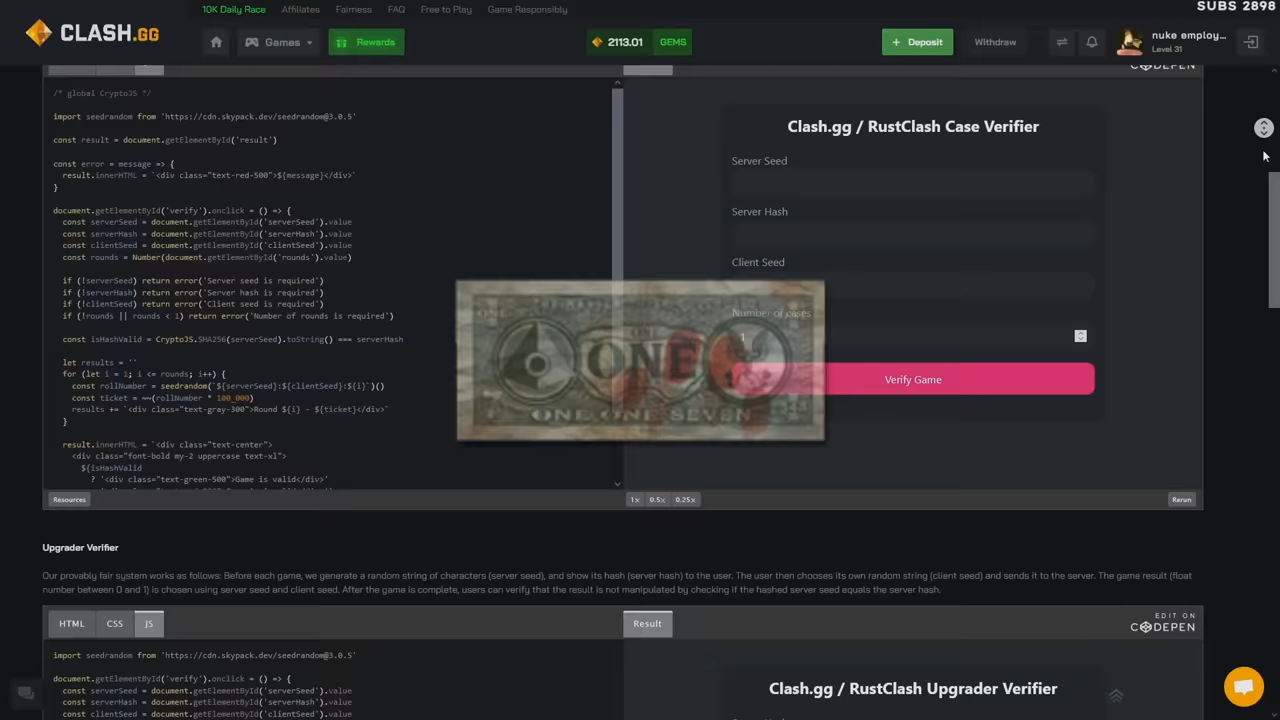 10K Daily Race Affiliates Fairness FAQ Free to Play Game Responsibly SUBS 2898
CLASH.GG Games Rewards 2113.01 GEMS + Deposit Withdraw nuke employ...
Level 31
CODEPEN
/* global CryptoJS */
import seedrandom from 'https://cdn.skypack.dev/seedrandom@3.0.5'
const result = document.getElementById('result')
const error = message => {
result.innerHTML = `<div class="text-red-500">${message}</div>`
}
document.getElementById('verify').onclick = () => {
const serverSeed = document.getElementById('serverSeed').value
const serverHash = document.getElementById('serverHash').value
const clientSeed = document.getElementById('clientSeed').value
const rounds = Number(document.getElementById('rounds').value)
if (!serverSeed) return error('Server seed is required')
if (!serverHash) return error('Server hash is required')
if (!clientSeed) return error('Client seed is required')
if (!rounds || rounds < 1) return error('Number of rounds is required')
const isHashValid = CryptoJS.SHA256(serverSeed).toString() === serverHash
let results = ''
for (let i = 1; i <= rounds; i++) {
const rollNumber = seedrandom(`${serverSeed}:${clientSeed}:${i}`)()
const ticket = ~~(rollNumber * 100_000)
results += `<div class="text-gray-300">Round ${i} - ${ticket}</div>`
}
result.innerHTML = `<div class="text-center">
<div class="font-bold my-2 uppercase text-xl">
${isHashValid
? '<div class="text-green-500">Game is valid</div>'
Clash.gg / RustClash Case Verifier
Server Seed
Server Hash
Client Seed
Number of cases
1
Verify Game
ONE
ONE ONE SEVEN
Resources 1x 0.5x 0.25x Rerun
Upgrader Verifier
Our provably fair system works as follows: Before each game, we generate a random string of characters (server seed), and show its hash (server hash) to the user. The user then chooses its own random string (client seed) and sends it to the server. The game result (float
number between 0 and 1) is chosen using server seed and client seed. After the game is complete, users can verify that the result is not manipulated by checking if the hashed server seed equals the server hash.
HTML CSS JS Result EDIT ON
CODEPEN
import seedrandom from 'https://cdn.skypack.dev/seedrandom@3.0.5'
document.getElementById('verify').onclick = () => {
const serverSeed = document.getElementById('serverSeed').value
const serverHash = document.getElementById('serverHash').value
const clientSeed = document.getElementById('clientSeed').value
Clash.gg / RustClash Upgrader Verifier